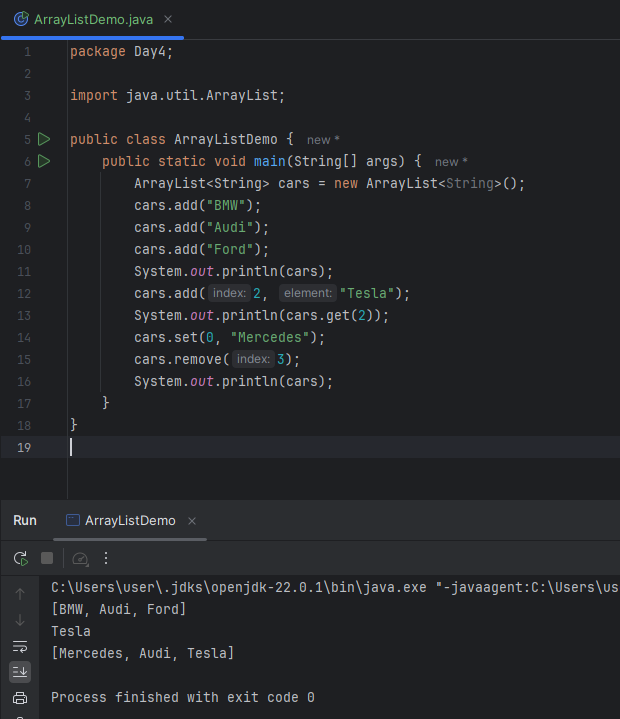 ArrayListDemo.java
1 package Day4;
2
3 import java.util.ArrayList;
4
5 public class ArrayListDemo { new *
6 public static void main(String[] args) { new *
7 ArrayList<String> cars = new ArrayList<String>();
8 cars.add("BMW");
9 cars.add("Audi");
10 cars.add("Ford");
11 System.out.println(cars);
12 cars.add( index: 2, element: "Tesla");
13 System.out.println(cars.get(2));
14 cars.set(0, "Mercedes");
15 cars.remove( index: 3);
16 System.out.println(cars);
17 }
18 }
19
Run ArrayListDemo
C:\Users\user\.jdks\openjdk-22.0.1\bin\java.exe "-javaagent:C:\Users\us
[BMW, Audi, Ford]
Tesla
[Mercedes, Audi, Tesla]
Process finished with exit code 0